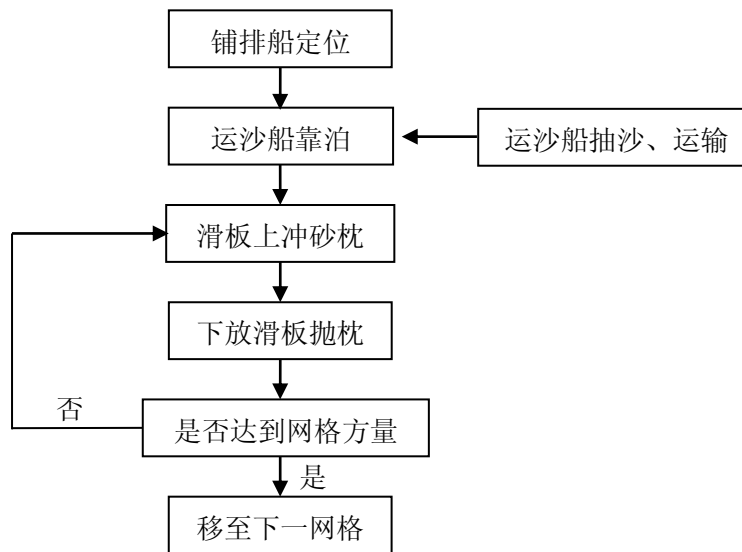 铺排船定位
运沙船靠泊
运沙船抽沙、运输
滑板上冲砂枕
下放滑板抛枕
否
是否达到网格方量
是
移至下一网格